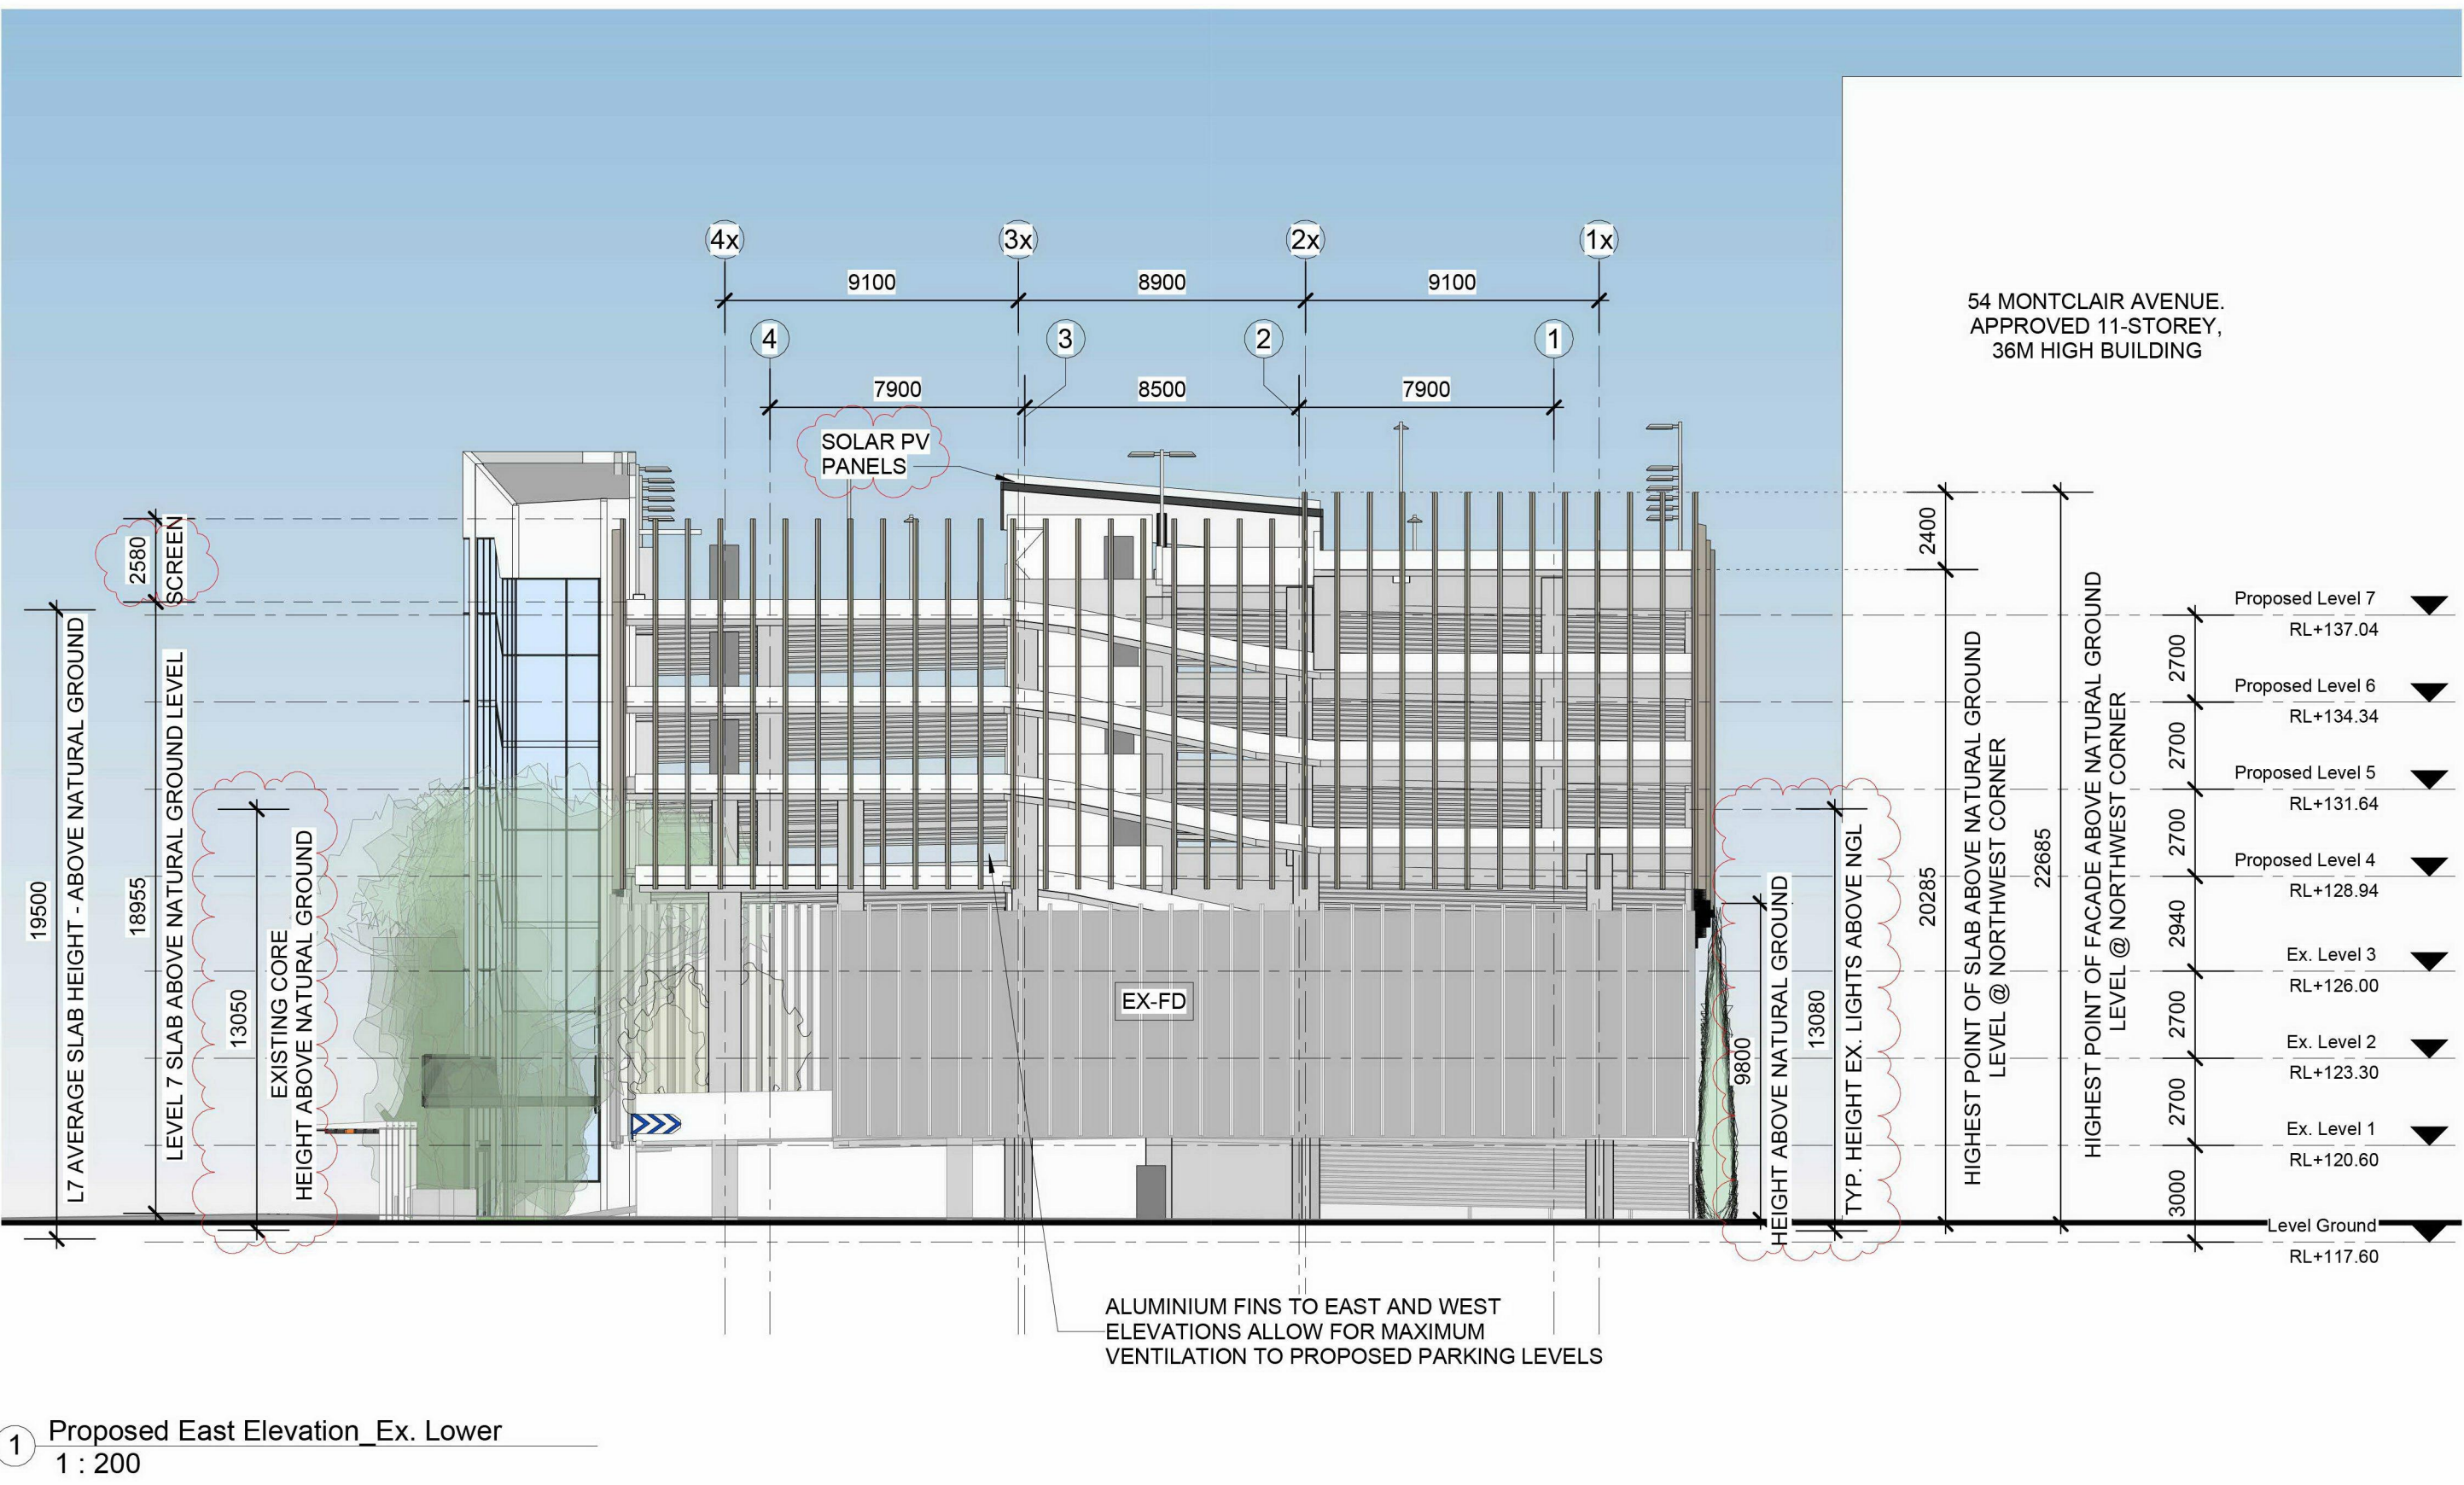 4x
3x
2x
1x
9100
8900
9100
4
3
2
1
7900
8500
7900
54 MONTCLAIR AVENUE.
APPROVED 11-STOREY,
36M HIGH BUILDING
SOLAR PV
PANELS
2580
SCREEN
19500
L7 AVERAGE SLAB HEIGHT - ABOVE NATURAL GROUND
18955
LEVEL 7 SLAB ABOVE NATURAL GROUND LEVEL
13050
EXISTING CORE
HEIGHT ABOVE NATURAL GROUND
EX-FD
9800
HEIGHT ABOVE NATURAL GROUND
13080
TYP. HEIGHT EX. LIGHTS ABOVE NGL
2400
20285
HIGHEST POINT OF SLAB ABOVE NATURAL GROUND
LEVEL @ NORTHWEST CORNER
22685
HIGHEST POINT OF FACADE ABOVE NATURAL GROUND
LEVEL @ NORTHWEST CORNER
Proposed Level 7
RL+137.04
2700
Proposed Level 6
RL+134.34
2700
Proposed Level 5
RL+131.64
2700
Proposed Level 4
RL+128.94
2940
Ex. Level 3
RL+126.00
2700
Ex. Level 2
RL+123.30
2700
Ex. Level 1
RL+120.60
3000
Level Ground
RL+117.60
ALUMINIUM FINS TO EAST AND WEST
ELEVATIONS ALLOW FOR MAXIMUM
VENTILATION TO PROPOSED PARKING LEVELS
1
Proposed East Elevation_Ex. Lower
1 : 200